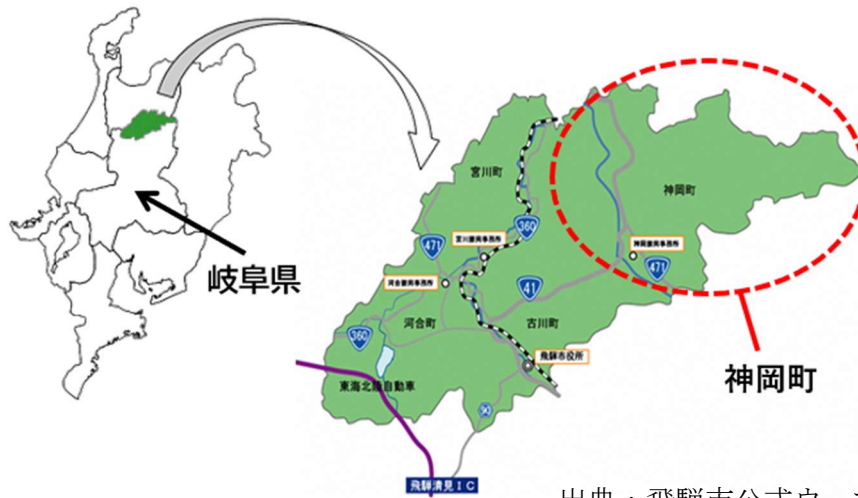 岐阜県
宮川町
神岡町
360
471
宮川振興事務所
神岡振興事務所
471
河合振興事務所
41
河合町
古川町
360
飛騨市役所
東海北陸自動車
90
飛騨清見IC
神岡町